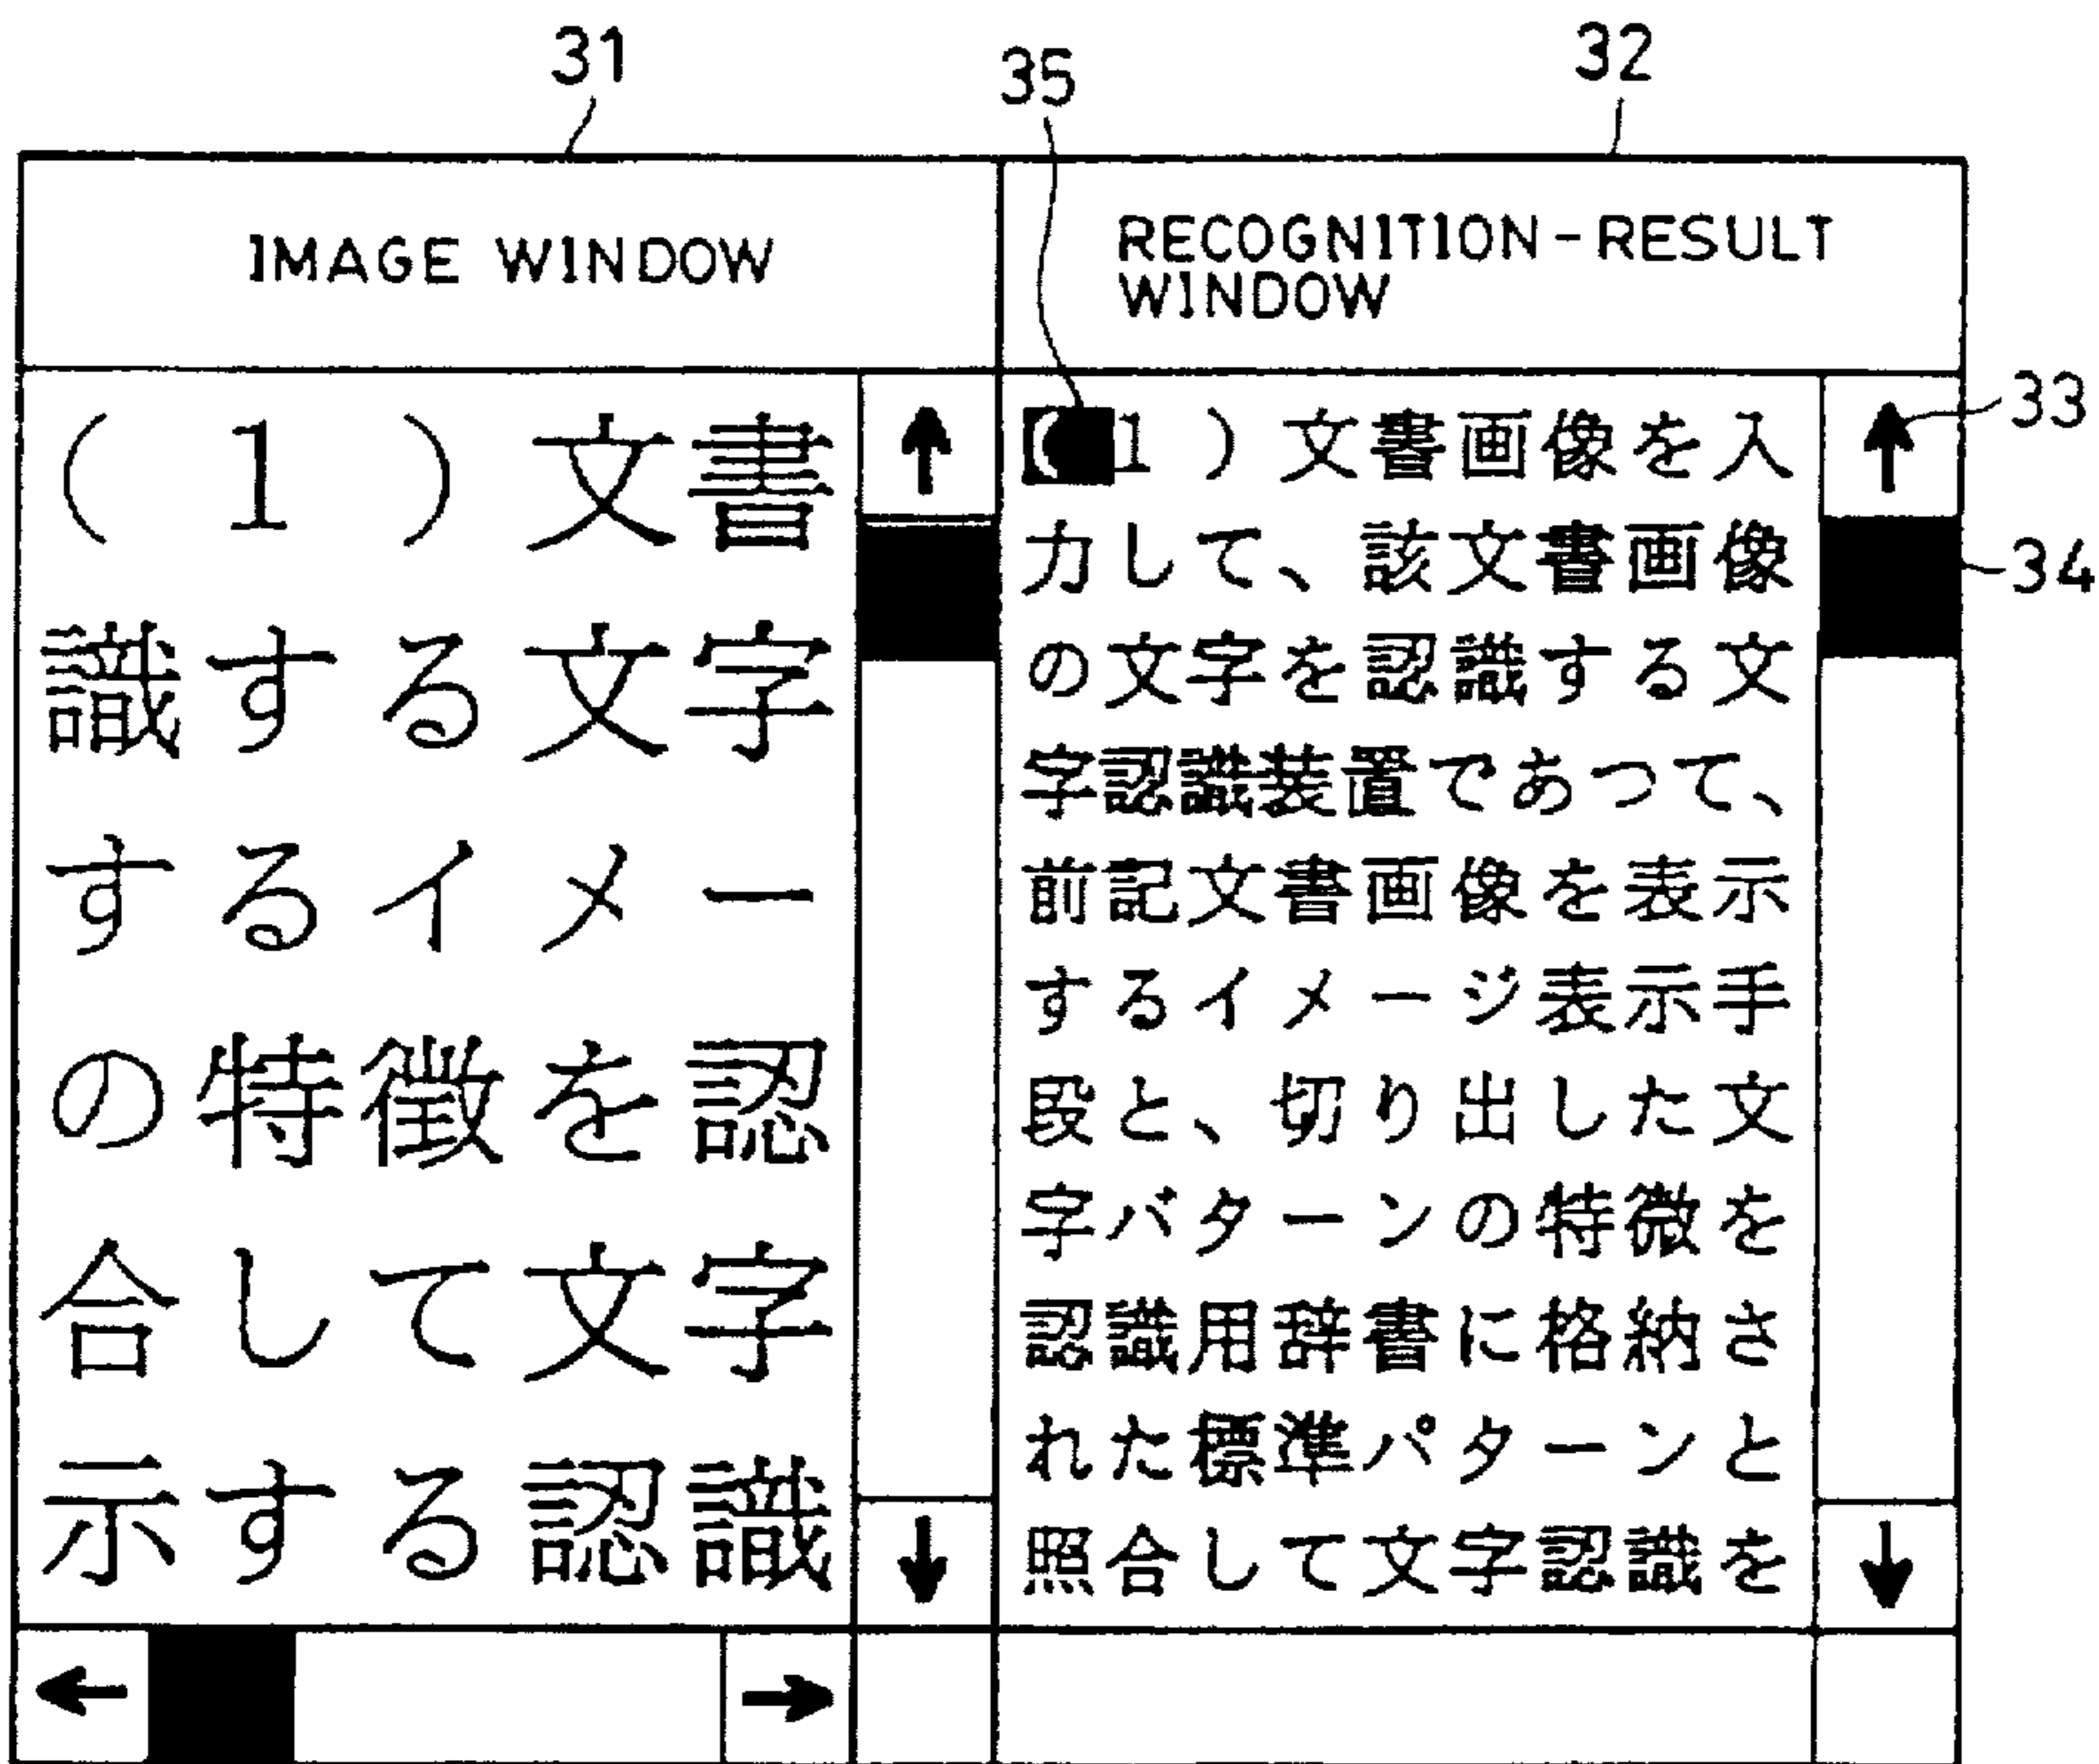 31
35
32
IMAGE WINDOW
RECOGNITION-RESULT
WINDOW
(1)文書
識する文字
するイメー
の特徴を認
合して文字
示する認識
(1)文書画像を入
力して、該文書画像
の文字を認識する文
字認識装置であつて、
前記文書画像を表示
するイメージ表示手
段と、切り出した文
字バターンの特微を
認識用辞書に格納さ
れた標準パターンと
照合して文字認識を
33
34